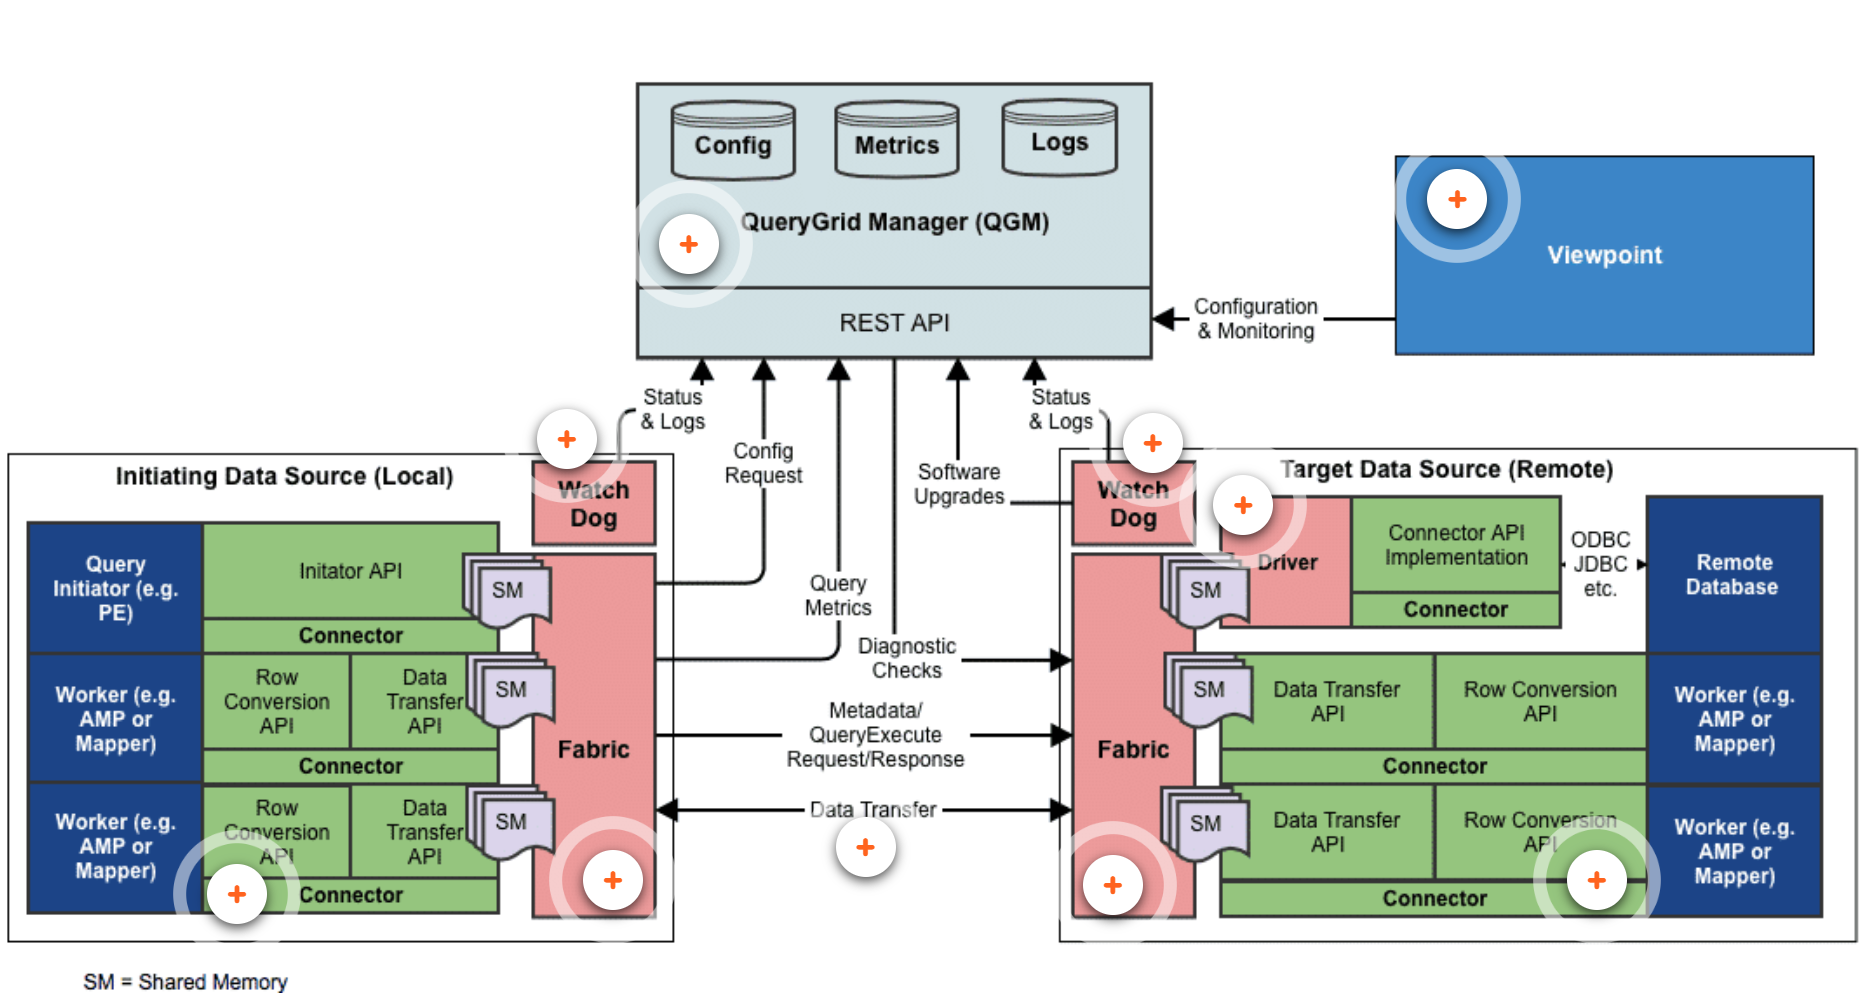 Config
Metrics
Logs
QueryGrid Manager (QGM)
REST API
Viewpoint
Configuration
& Monitoring
Status
& Logs
Config
Request
Query
Metrics
Diagnostic
Checks
Software
Upgrades
Status
& Logs
Metadata/
QueryExecute
Request/Response
Data Transfer
Initiating Data Source (Local)
Watch
Dog
Query
Initiator (e.g.
PE)
Initator API
SM
Connector
Worker (e.g.
AMP or
Mapper)
Row
Conversion
API
Data
Transfer
API
SM
Connector
Fabric
Worker (e.g.
AMP or
Mapper)
Row
Conversion
API
Data
Transfer
API
SM
Connector
Target Data Source (Remote)
Watch
Dog
SM
Driver
Connector API
Implementation
Connector
ODBC
JDBC
etc.
Remote
Database
Fabric
SM
Data Transfer
API
Row Conversion
API
Connector
Worker (e.g.
AMP or
Mapper)
SM
Data Transfer
API
Row Conversion
API
Connector
Worker (e.g.
AMP or
Mapper)
SM = Shared Memory